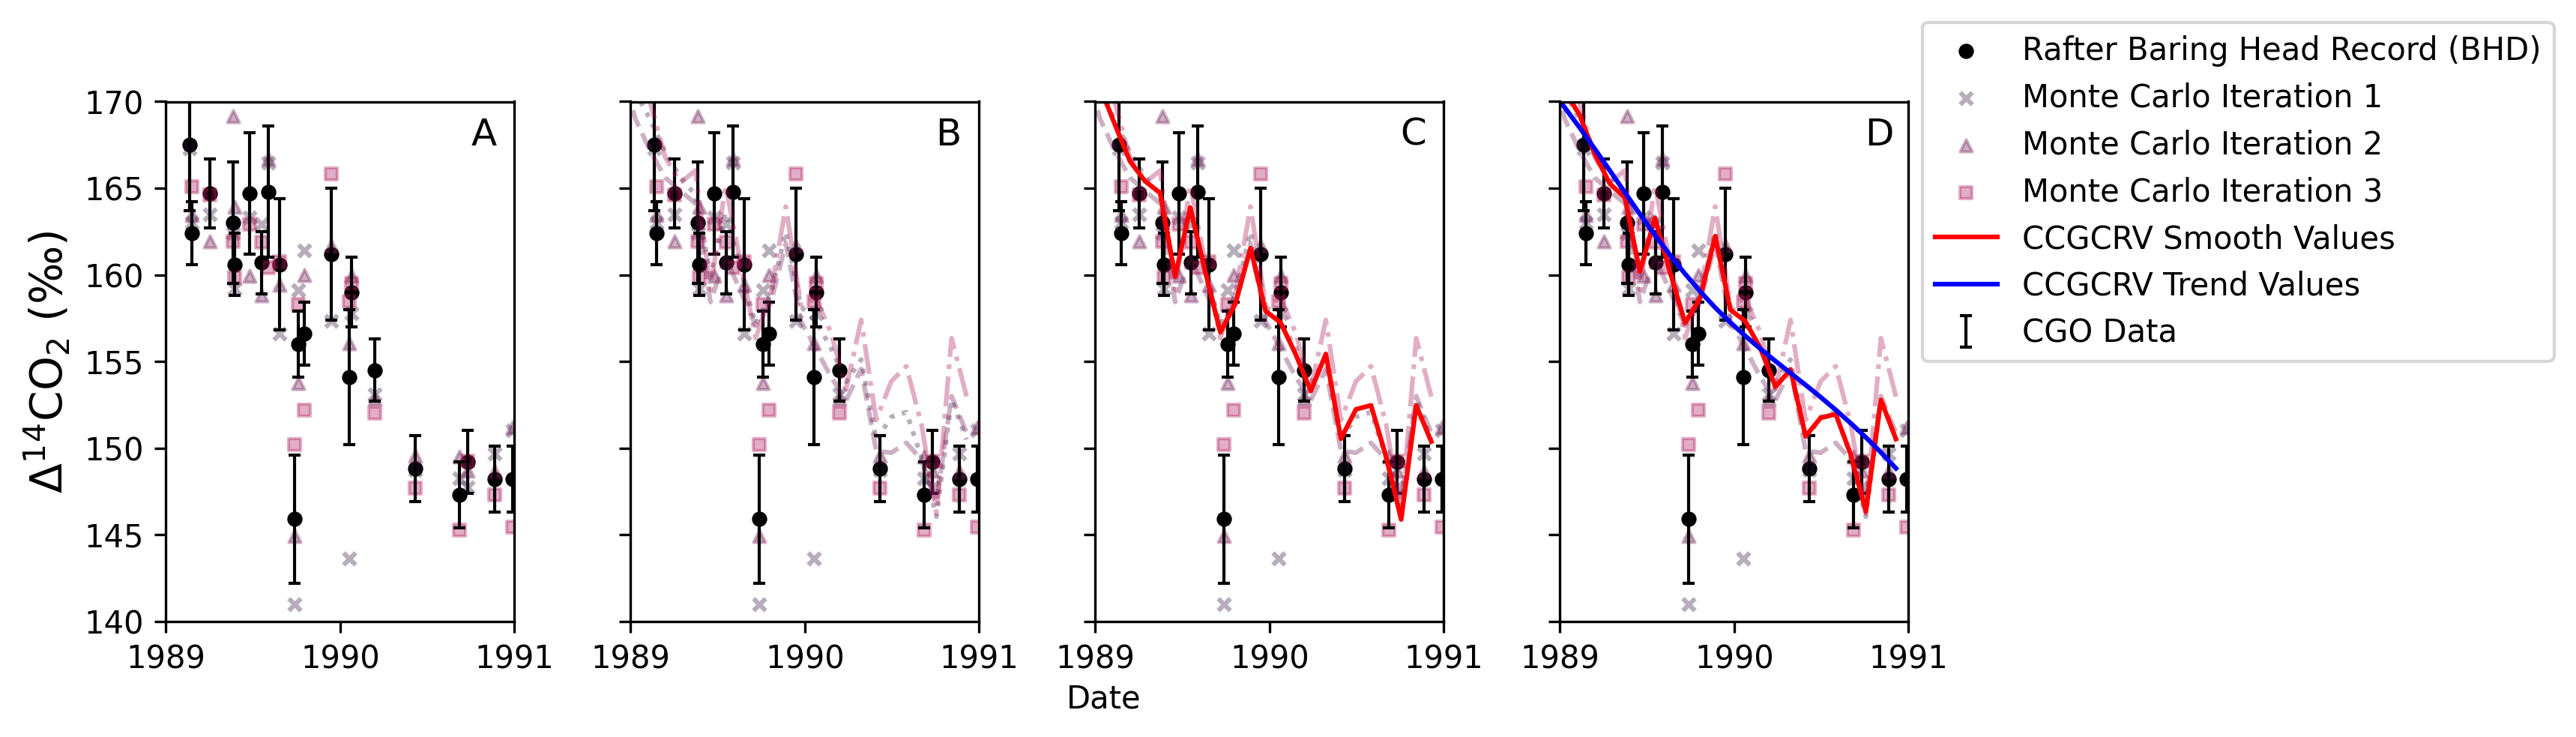 Δ¹⁴CO₂ (‰)
170
165
160
155
150
145
140
A
B
C
D
1989 1990 1991
1989 1990 1991
1989 1990 1991
1989 1990 1991
Date
Rafter Baring Head Record (BHD)
Monte Carlo Iteration 1
Monte Carlo Iteration 2
Monte Carlo Iteration 3
CCGCRV Smooth Values
CCGCRV Trend Values
CGO Data